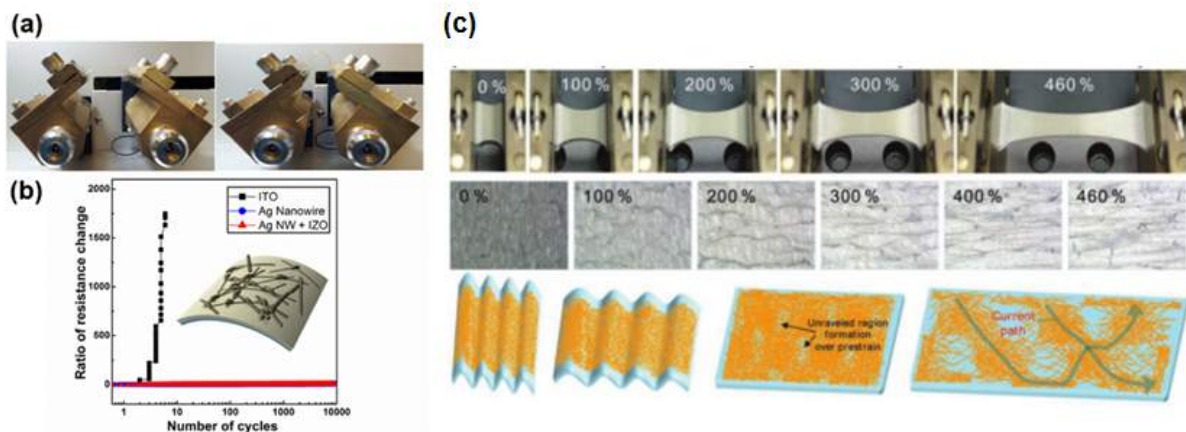 (a)
(b)
Ratio of resistance change
2000
1500
1000
500
0
ITO
Ag Nanowire
Ag NW + IZO
1 10 100 1000 10000
Number of cycles
(c)
0 % 100 % 200 % 300 % 460 %
0 % 100 % 200 % 300 % 400 % 460 %
Unraveled region
formation
over prestrain
Current
path